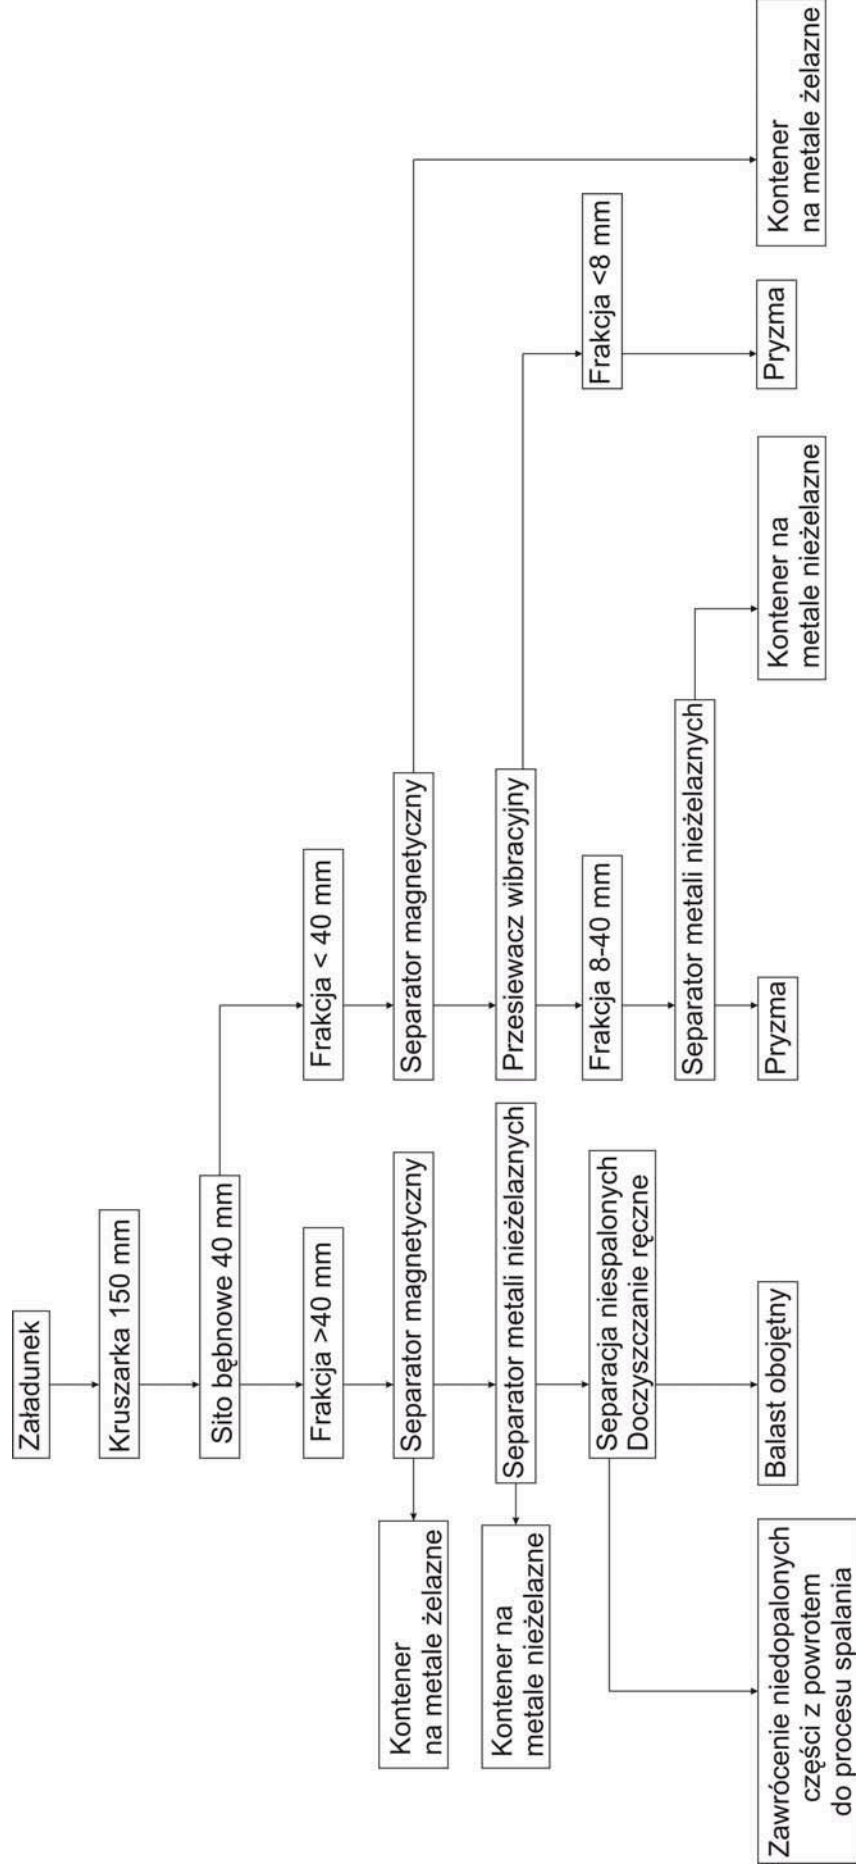 Załadunek
Kruszarka 150 mm
Sito bębnowe 40 mm
Frakcja >40 mm
Frakcja < 40 mm
Separator magnetyczny
Separator magnetyczny
Kontener
na metale żelazne
Separator metali nieżelaznych
Przesiewacz wibracyjny
Kontener na
metale nieżelazne
Separacja niespalonych
Doczyszczanie ręczne
Frakcja 8-40 mm
Frakcja <8 mm
Separator metali nieżelaznych
Zawrócenie niedopalonych
części z powrotem
do procesu spalania
Balast obojętny
Pryzma
Kontener na
metale nieżelazne
Pryzma
Kontener
na metale żelazne